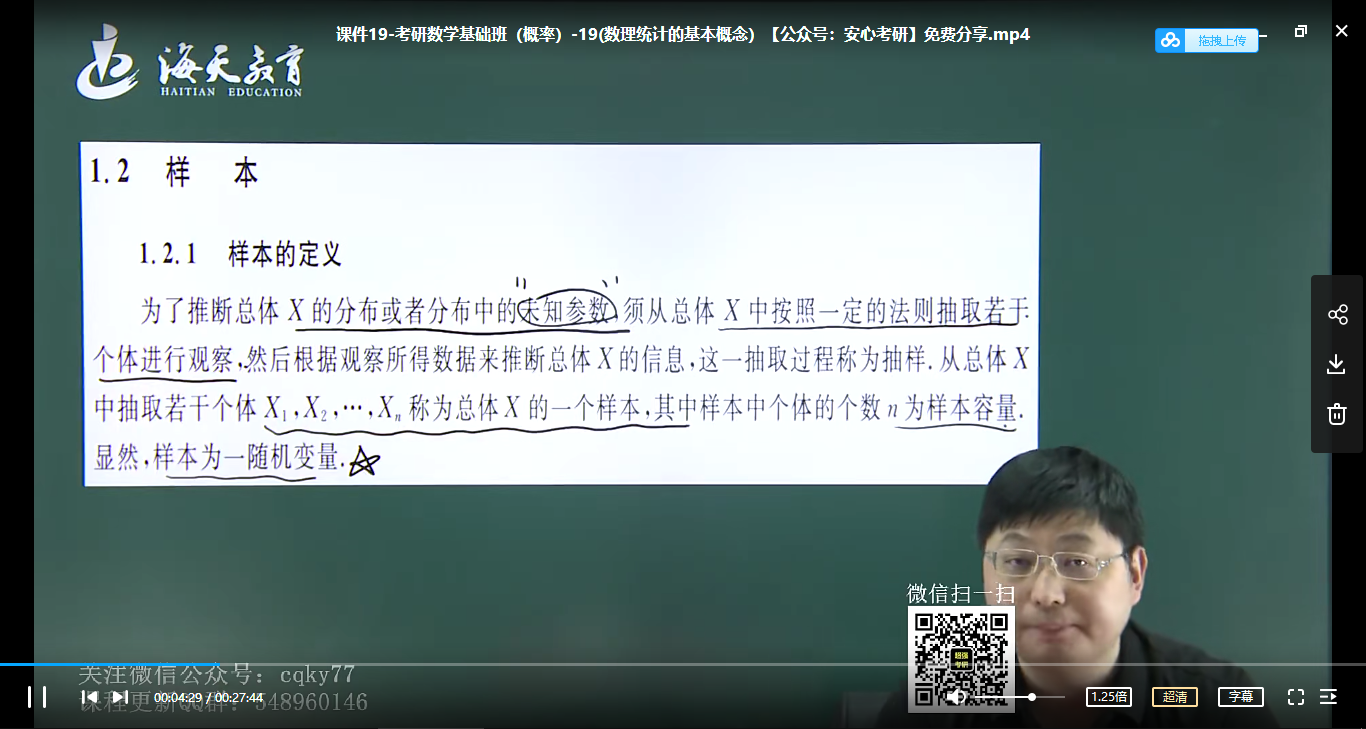 课件19-考研数学基础班（概率）-19(数理统计的基本概念) 【公众号：安心考研】免费分享.mp4
拖拽上传
海天教育
HAITIAN EDUCATION
1.2 样 本
1.2.1 样本的定义
为了推断总体 X 的分布或者分布中的未知参数,须从总体 X 中按照一定的法则抽取若干
个体进行观察,然后根据观察所得数据来推断总体 X 的信息,这一抽取过程称为抽样.从总体 X
中抽取若干个体 X₁,X₂,⋯,Xₙ 称为总体 X 的一个样本,其中样本中个体的个数 n 为样本容量.
显然,样本为一随机变量.
微信扫一扫
超强
考研
关注微信公众号：cqky77
课程更新QQ群：548960146
00:04:29 / 00:27:44
1.25倍
超清
字幕